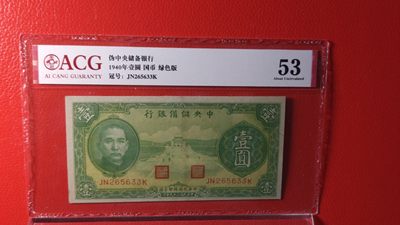 ACG
AI CANG GUARANTY
伪中央储备银行
1940年壹圆 国币 绿色版
冠号: JN265633K
53
About Uncirculated
行銀備儲央中
壹圓
JN265633K
JN265633K